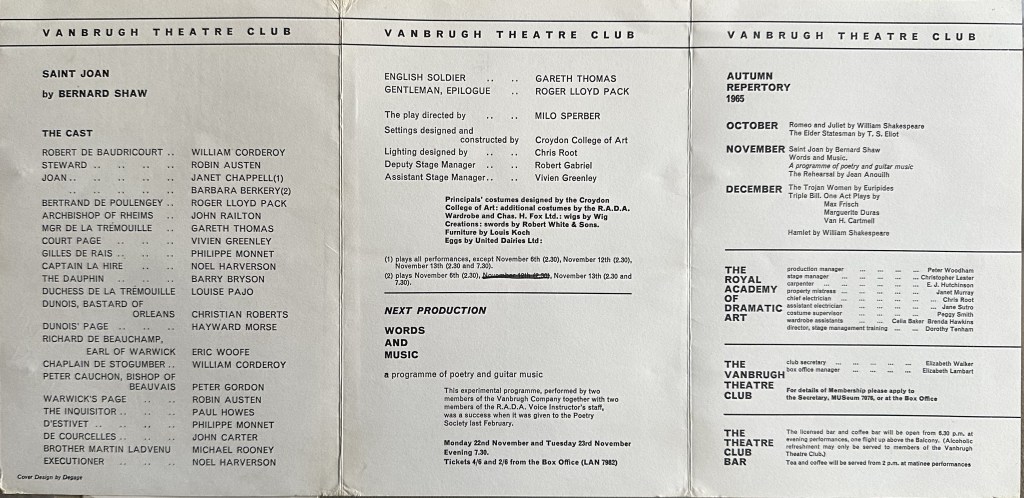 VANBRUGH THEATRE CLUB
SAINT JOAN
by BERNARD SHAW
THE CAST
ROBERT DE BAUDRICOURT .. WILLIAM CORDEROY
STEWARD .. .. .. .. ROBIN AUSTEN
JOAN .. .. .. .. .. JANET CHAPPELL(1)
.. .. .. .. BARBARA BERKERY(2)
BERTRAND DE POULENGEY .. ROGER LLOYD PACK
ARCHBISHOP OF RHEIMS .. JOHN RAILTON
MGR DE LA TRÉMOUILLE .. GARETH THOMAS
COURT PAGE .. .. .. VIVIEN GREENLEY
GILLES DE RAIS .. .. .. PHILIPPE MONNET
CAPTAIN LA HIRE .. .. NOEL HARVERSON
THE DAUPHIN .. .. .. BARRY BRYSON
DUCHESS DE LA TRÉMOUILLE LOUISE PAJO
DUNOIS, BASTARD OF
ORLEANS CHRISTIAN ROBERTS
DUNOIS' PAGE .. .. .. HAYWARD MORSE
RICHARD DE BEAUCHAMP,
EARL OF WARWICK ERIC WOOFE
CHAPLAIN DE STOGUMBER .. WILLIAM CORDEROY
PETER CAUCHON, BISHOP OF
BEAUVAIS PETER GORDON
WARWICK'S PAGE .. .. ROBIN AUSTEN
THE INQUISITOR .. .. PAUL HOWES
D'ESTIVET .. .. .. .. PHILIPPE MONNET
DE COURCELLES .. .. .. JOHN CARTER
BROTHER MARTIN LADVENU MICHAEL ROONEY
EXECUTIONER .. .. .. NOEL HARVERSON
Cover Design by Degage
VANBRUGH THEATRE CLUB
ENGLISH SOLDIER .. .. GARETH THOMAS
GENTLEMAN, EPILOGUE .. ROGER LLOYD PACK
The play directed by .. .. MILO SPERBER
Settings designed and
constructed by Croydon College of Art
Lighting designed by .. .. Chris Root
Deputy Stage Manager .. .. Robert Gabriel
Assistant Stage Manager.. .. Vivien Greenley
Principals' costumes designed by the Croydon
College of Art: additional costumes by the R.A.D.A.
Wardrobe and Chas. H. Fox Ltd.: wigs by Wig
Creations: swords by Robert White & Sons.
Furniture by Louis Koch
Eggs by United Dairies Ltd:
(1) plays all performances, except November 6th (2.30), November 12th (2.30),
November 13th (2.30 and 7.30).
(2) plays November 6th (2.30), November 12th (2.30), November 13th (2.30 and
7.30).
NEXT PRODUCTION
WORDS
AND
MUSIC
a programme of poetry and guitar music
This experimental programme, performed by two
members of the Vanbrugh Company together with two
members of the R.A.D.A. Voice Instructor's staff,
was a success when it was given to the Poetry
Society last February.
Monday 22nd November and Tuesday 23rd November
Evening 7.30.
Tickets 4/6 and 2/6 from the Box Office (LAN 7982)
VANBRUGH THEATRE CLUB
AUTUMN
REPERTORY
1965
OCTOBER Romeo and Juliet by William Shakespeare
The Elder Statesman by T. S. Eliot
NOVEMBER Saint Joan by Bernard Shaw
Words and Music.
A programme of poetry and guitar music
The Rehearsal by Jean Anouilh
DECEMBER The Trojan Women by Euripides
Triple Bill. One Act Plays by
Max Frisch
Marguerite Duras
Van H. Cartmell
Hamlet by William Shakespeare
THE
ROYAL
ACADEMY
OF
DRAMATIC
ART
production manager ... ... ... ... Peter Woodham
stage manager ... ... ... ... Christopher Lester
carpenter ... ... ... ... ... E. J. Hutchinson
property mistress ... ... ... ... Janet Murray
chief electrician ... ... ... ... Chris Root
assistant electrician ... ... ... ... Jane Sutro
costume supervisor ... ... ... ... Peggy Smith
wardrobe assistants ... ... Celia Baker Brenda Hawkins
director, stage management training ... ... Dorothy Tenham
THE
VANBRUGH
THEATRE
CLUB
club secretary ... ... ... ... Elizabeth Walker
box office manager ... ... ... ... Elizabeth Lambart
For details of Membership please apply to
the Secretary, MUSeum 7076, or at the Box Office
THE
THEATRE
CLUB
BAR
The licensed bar and coffee bar will be open from 6.30 p.m. at
evening performances, one flight up above the Balcony. (Alcoholic
refreshment may only be served to members of the Vanbrugh
Theatre Club.)
Tea and coffee will be served from 2 p.m. at matinee performances